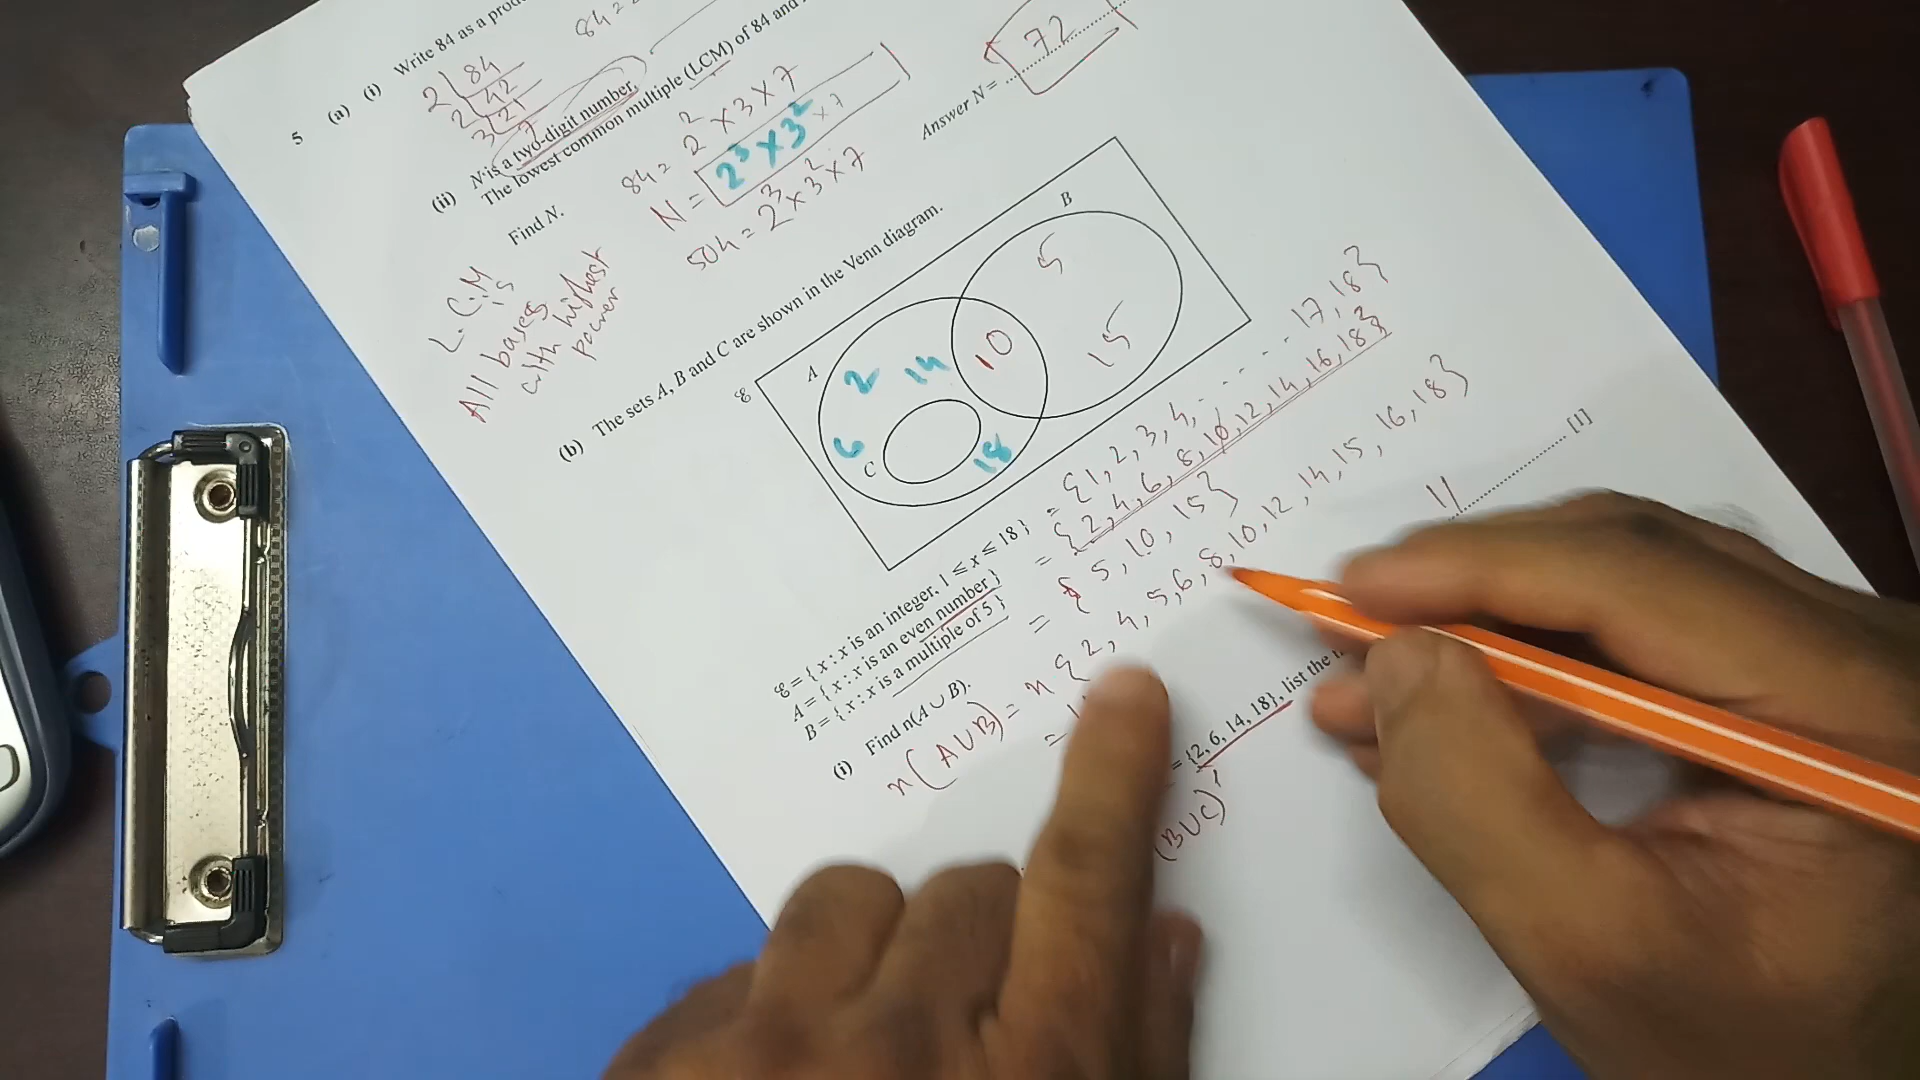 5 (a) (i) Write 84 as a
84 =
2 84
2 42
3 21
7
(ii) N is a two-digit number.
The lowest common multiple (LCM) of 84 and
Find N.
84 = 2² × 3 × 7
N = 2³ × 3² × 7
504 = 2³ × 3² × 7
Answer N = 72
L.C.M is
All bases
with highest
power
(b) The sets A, B and C are shown in the Venn diagram.
ℰ
A
B
C
2
14
6
18
10
5
15
ℰ = { x : x is an integer, 1 ≤ x ≤ 18 } = {1, 2, 3, 4, ...... 17, 18}
A = { x : x is an even number } = {2, 4, 6, 8, 10, 12, 14, 16, 18}
B = { x : x is a multiple of 5 } = {5, 10, 15}
(i) Find n(A ∪ B).
n(A∪B) = n {2, 4, 5, 6, 8, 10, 12, 14, 15, 16, 18}
=
11 [1]
= {2, 6, 14, 18}, list the
(B∪C)'